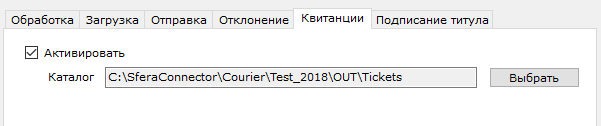 Обработка Загрузка Отправка Отклонение Квитанции Подписание титула
Активировать
Каталог C:\SferaConnector\Courier\Test_2018\OUT\Tickets Выбрать